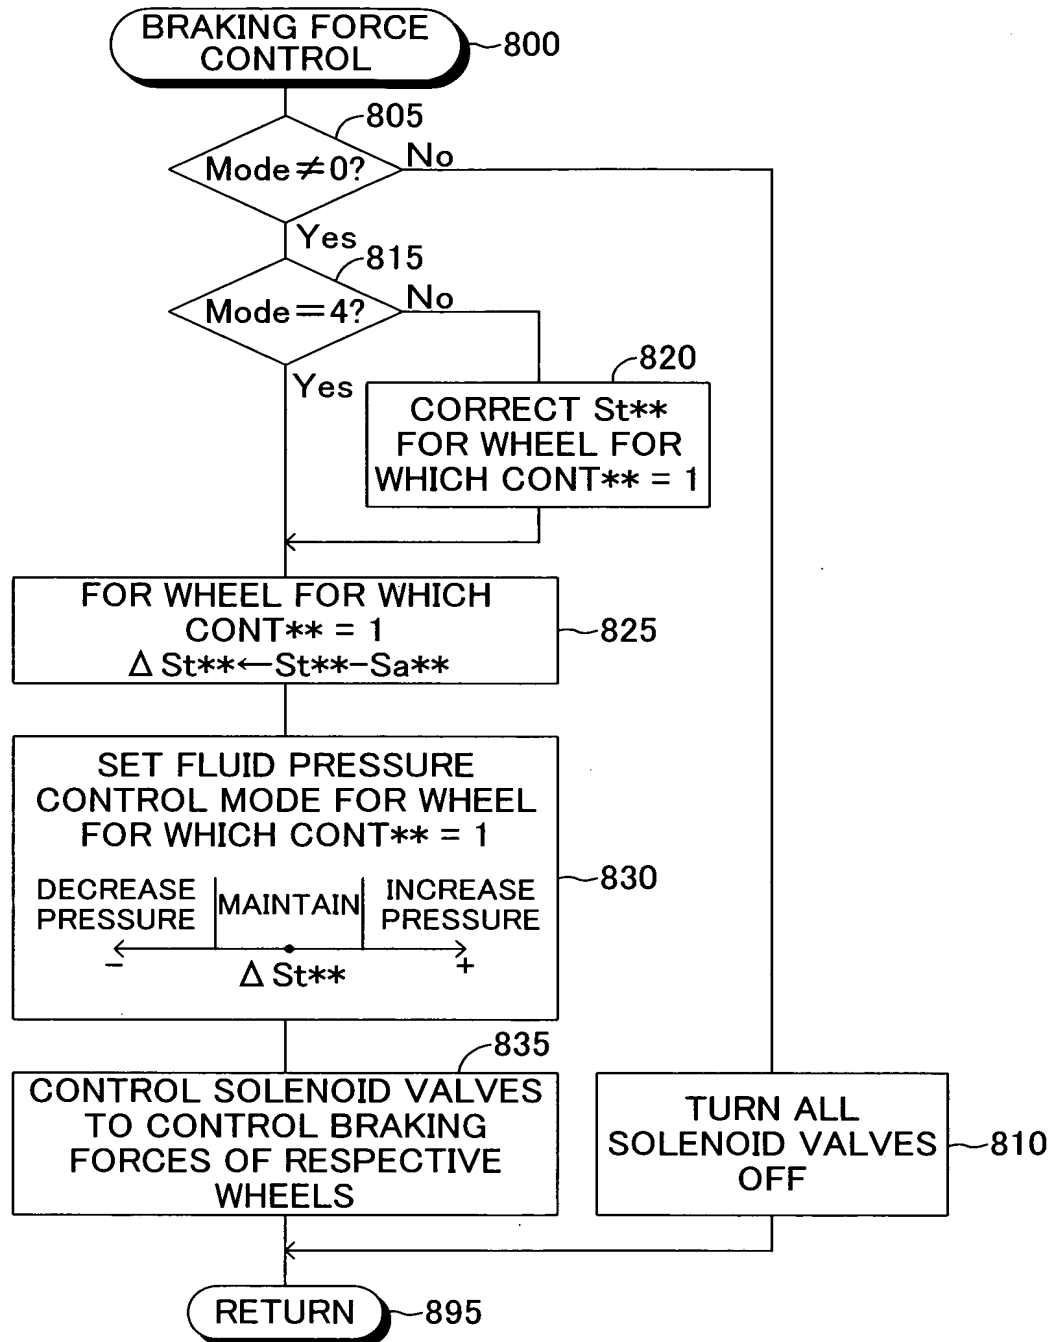 BRAKING FORCE
CONTROL
800
805
Mode≠0?
No
Yes
815
Mode=4?
No
Yes
820
CORRECT St**
FOR WHEEL FOR
WHICH CONT** = 1
FOR WHEEL FOR WHICH
CONT** = 1
Δ St**←St**-Sa**
825
SET FLUID PRESSURE
CONTROL MODE FOR WHEEL
FOR WHICH CONT** = 1
DECREASE
PRESSURE
MAINTAIN
INCREASE
PRESSURE
-
+
Δ St**
830
835
CONTROL SOLENOID VALVES
TO CONTROL BRAKING
FORCES OF RESPECTIVE
WHEELS
TURN ALL
SOLENOID VALVES
OFF
810
RETURN
895